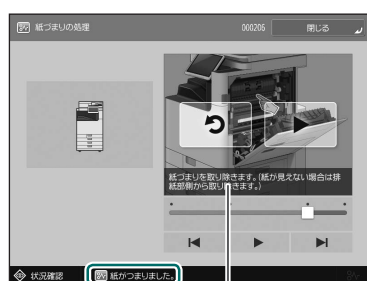 紙づまりの処理
000206
閉じる
紙づまりを取り除きます。(紙が見えない場合は排
紙部側から取り除きます。)
状況確認
紙がつまりました。